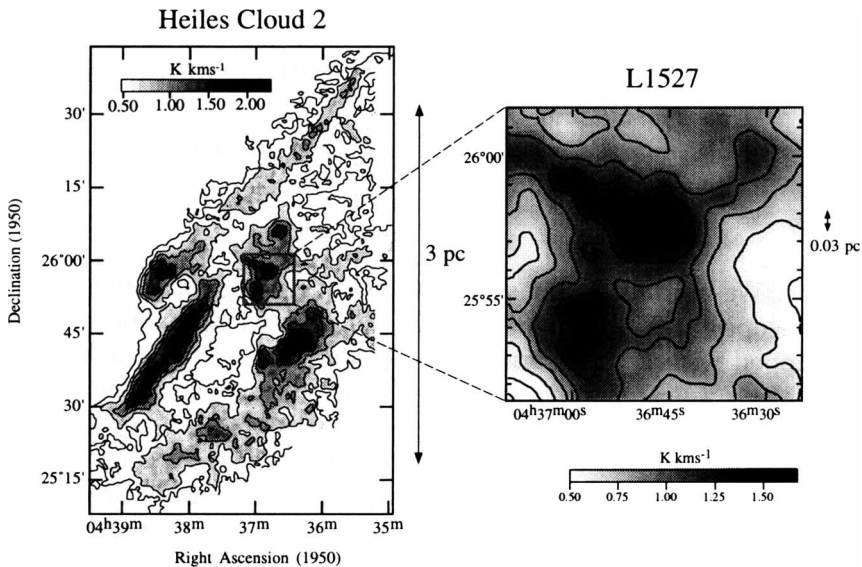 Heiles Cloud 2
K kms-1
0.50 1.00 1.50 2.00
30'
15'
26°00'
45'
30'
25°15'
04h39m 38m 37m 36m 35m
Right Ascension (1950)
Declination (1950)
3 pc
L1527
26°00'
25°55'
04h37m00s 36m45s 36m30s
0.03 pc
K kms-1
0.50 0.75 1.00 1.25 1.50